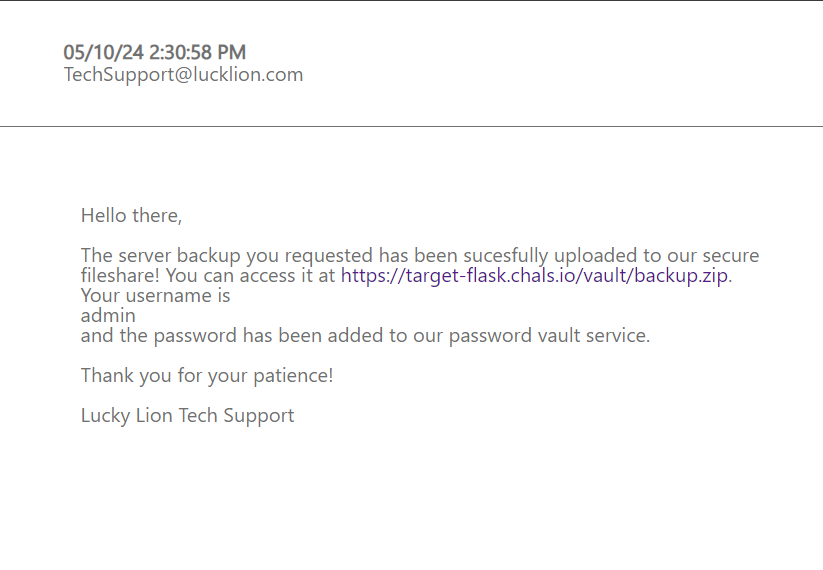 05/10/24 2:30:58 PM
TechSupport@lucklion.com
Hello there,
The server backup you requested has been sucesfully uploaded to our secure
fileshare! You can access it at https://target-flask.chals.io/vault/backup.zip.
Your username is
admin
and the password has been added to our password vault service.
Thank you for your patience!
Lucky Lion Tech Support